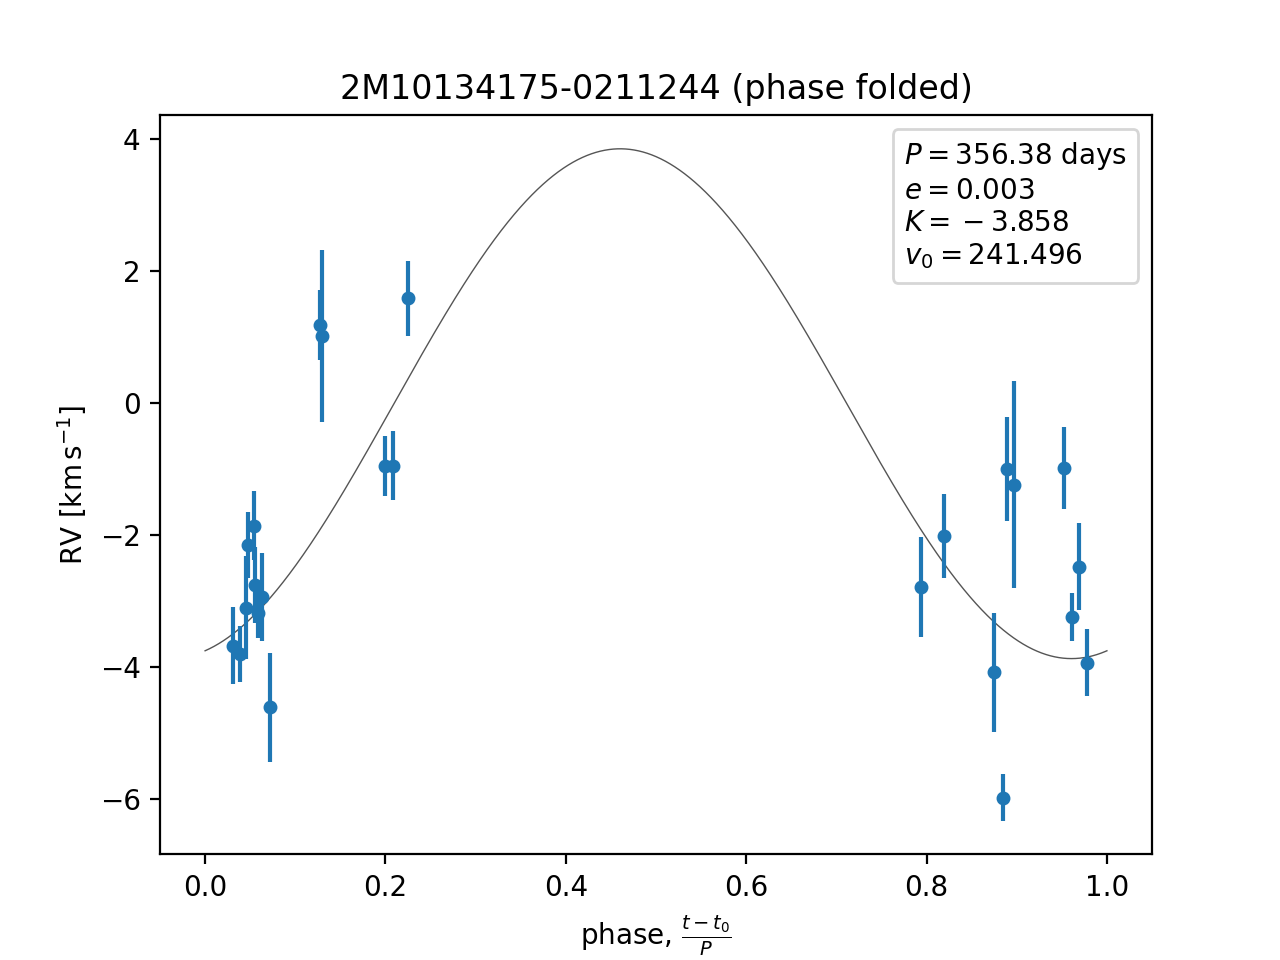 2M10134175-0211244 (phase folded)
P = 356.38 days
e = 0.003
K = −3.858
v₀ = 241.496
4
2
0
−2
−4
−6
RV [km s⁻¹]
0.0 0.2 0.4 0.6 0.8 1.0
phase, (t − t₀)/P